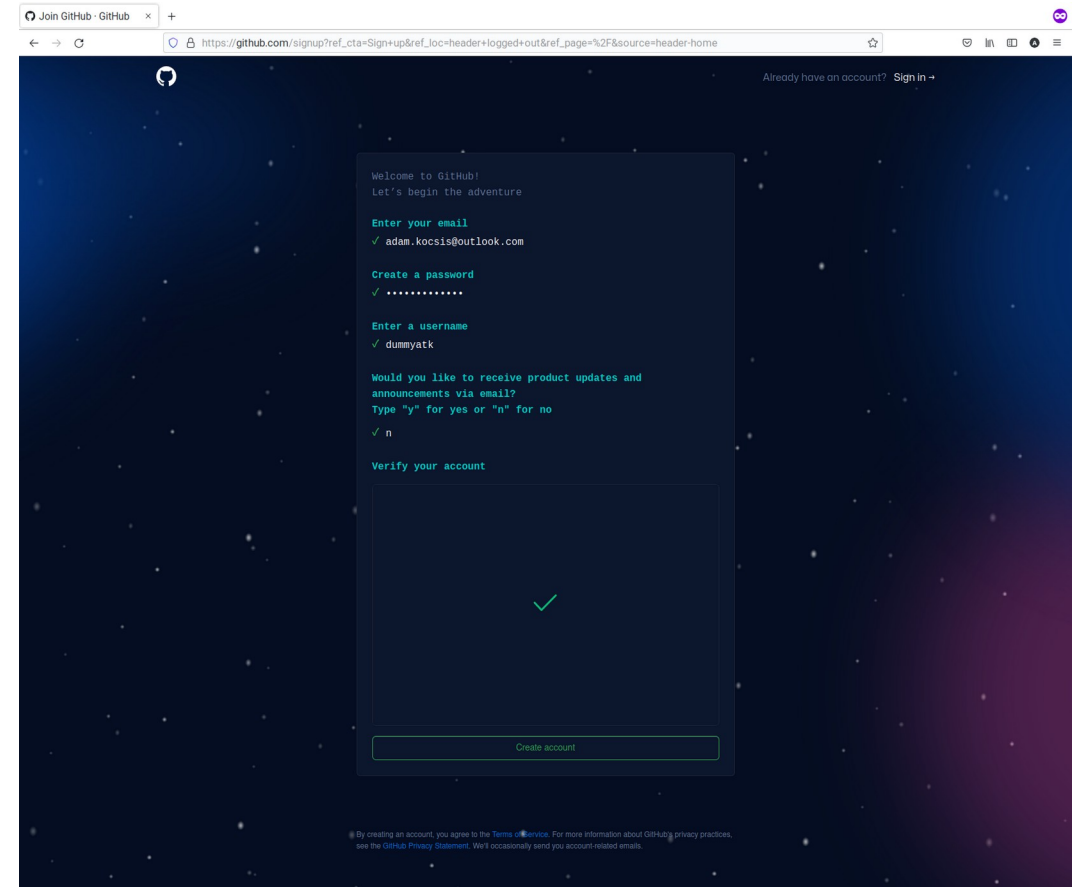 Join GitHub · GitHub
https://github.com/signup?ref_cta=Sign+up&ref_loc=header+logged+out&ref_page=%2F&source=header-home
Already have an account? Sign in →
Welcome to GitHub!
Let's begin the adventure
Enter your email
✓ adam.kocsis@outlook.com
Create a password
✓ •••••••••••••
Enter a username
✓ dummyatk
Would you like to receive product updates and
announcements via email?
Type "y" for yes or "n" for no
✓ n
Verify your account
Create account
By creating an account, you agree to the Terms of Service. For more information about GitHub's privacy practices,
see the GitHub Privacy Statement. We'll occasionally send you account-related emails.